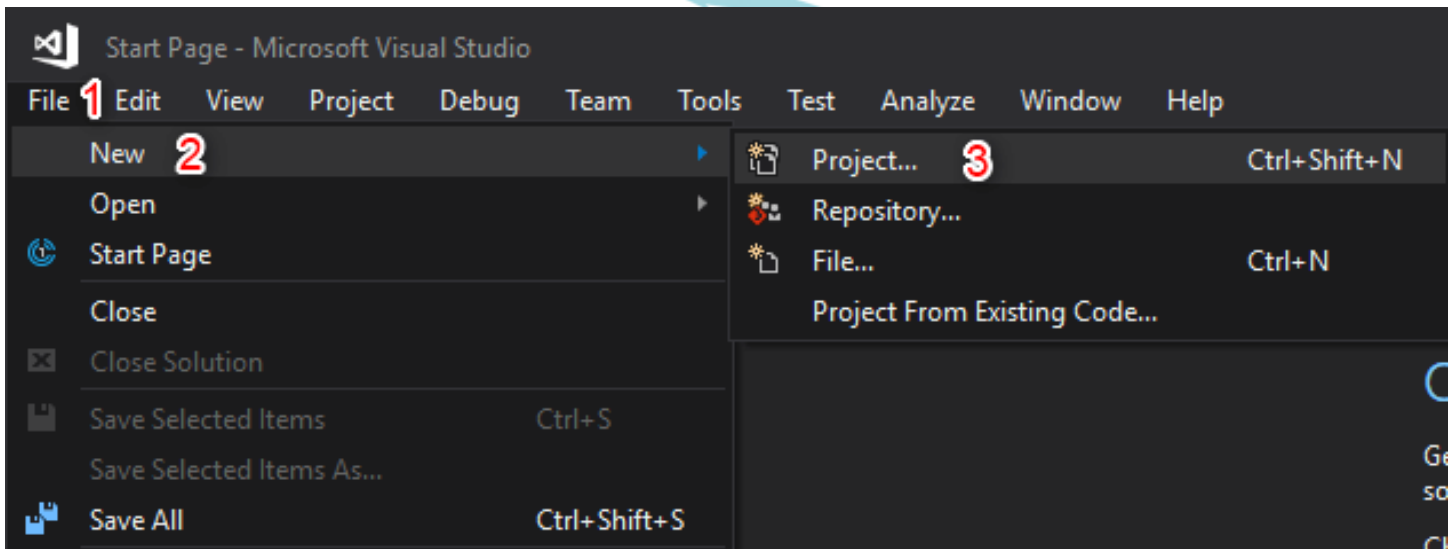 Start Page - Microsoft Visual Studio
File 1 Edit View Project Debug Team Tools Test Analyze Window Help
New 2
Project... 3 Ctrl+Shift+N
Open
Repository...
Start Page
File... Ctrl+N
Close
Project From Existing Code...
Close Solution
Save Selected Items Ctrl+S
Save Selected Items As...
Save All Ctrl+Shift+S